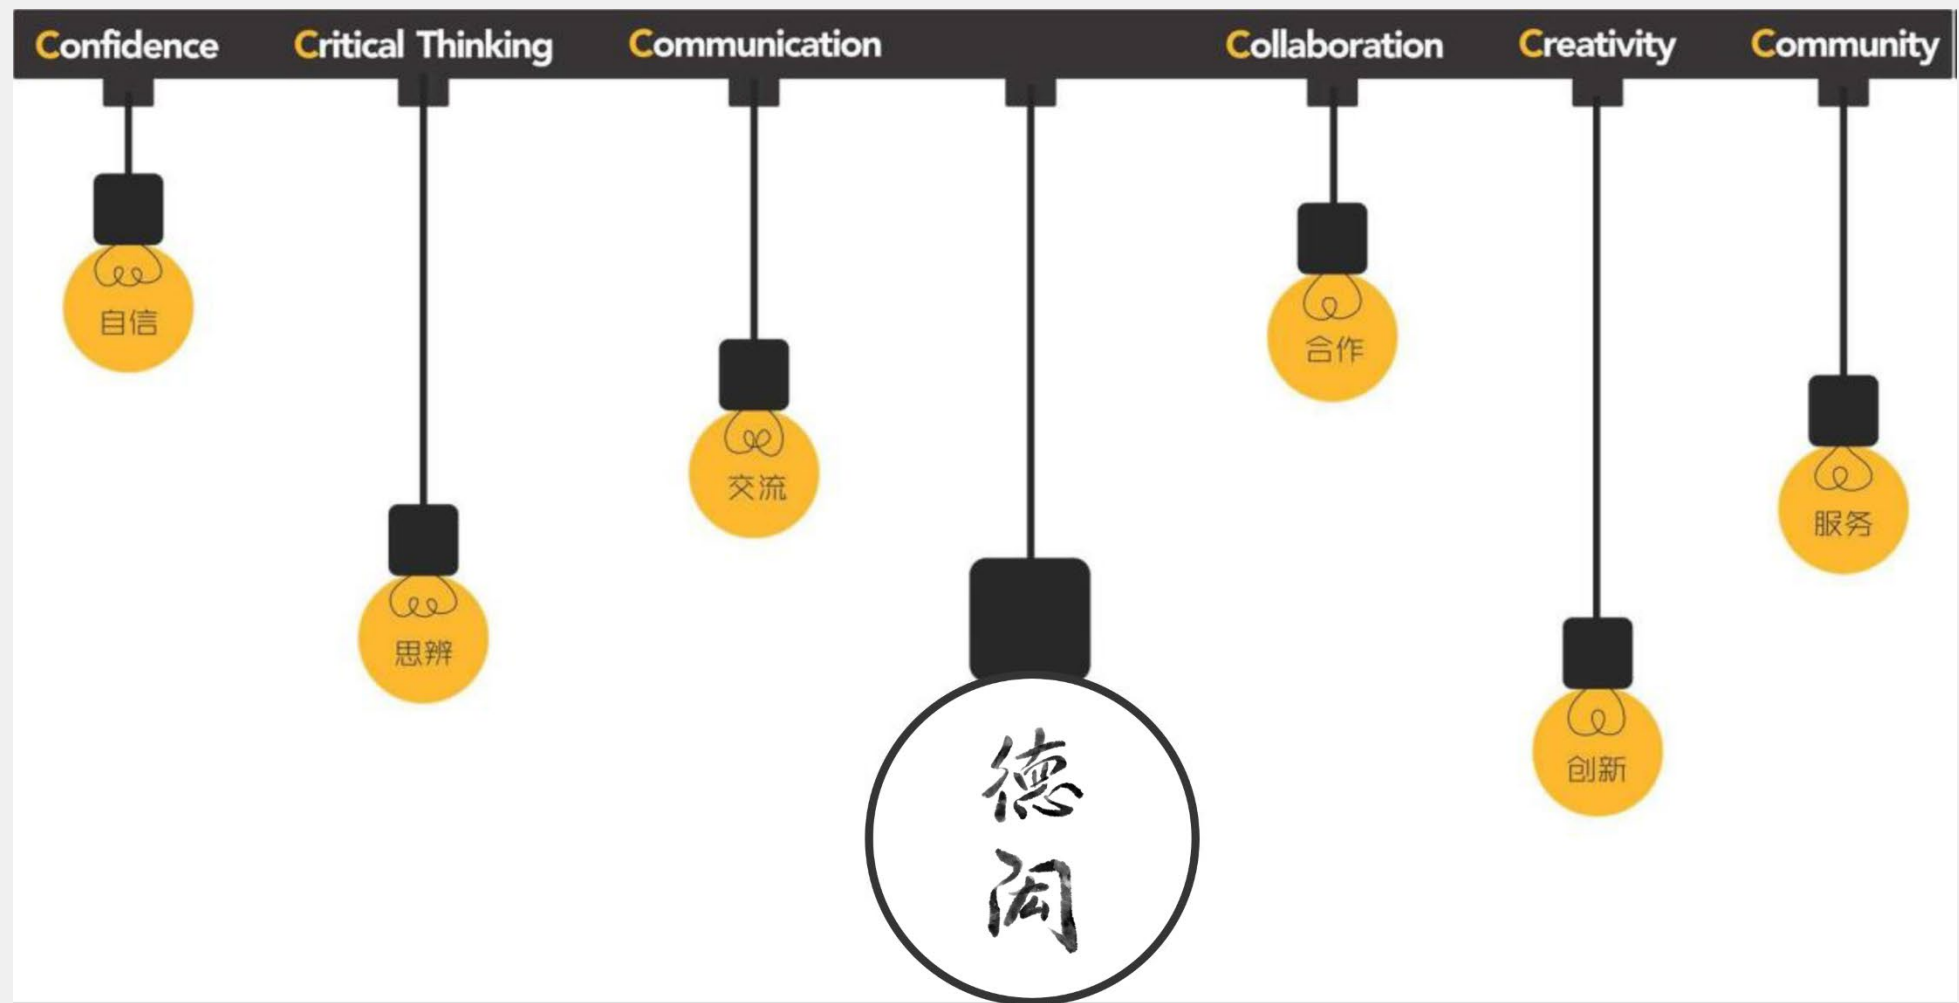 Confidence Critical Thinking Communication Collaboration Creativity Community
自信
合作
交流
服务
思辨
创新
德
闳